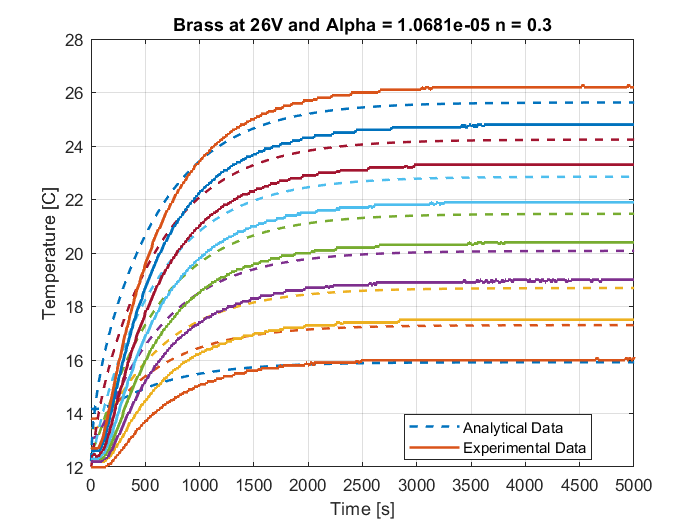 Brass at 26V and Alpha = 1.0681e-05 n = 0.3
28
26
24
22
20
18
16
14
12
Temperature [C]
Analytical Data
Experimental Data
0 500 1000 1500 2000 2500 3000 3500 4000 4500 5000
Time [s]